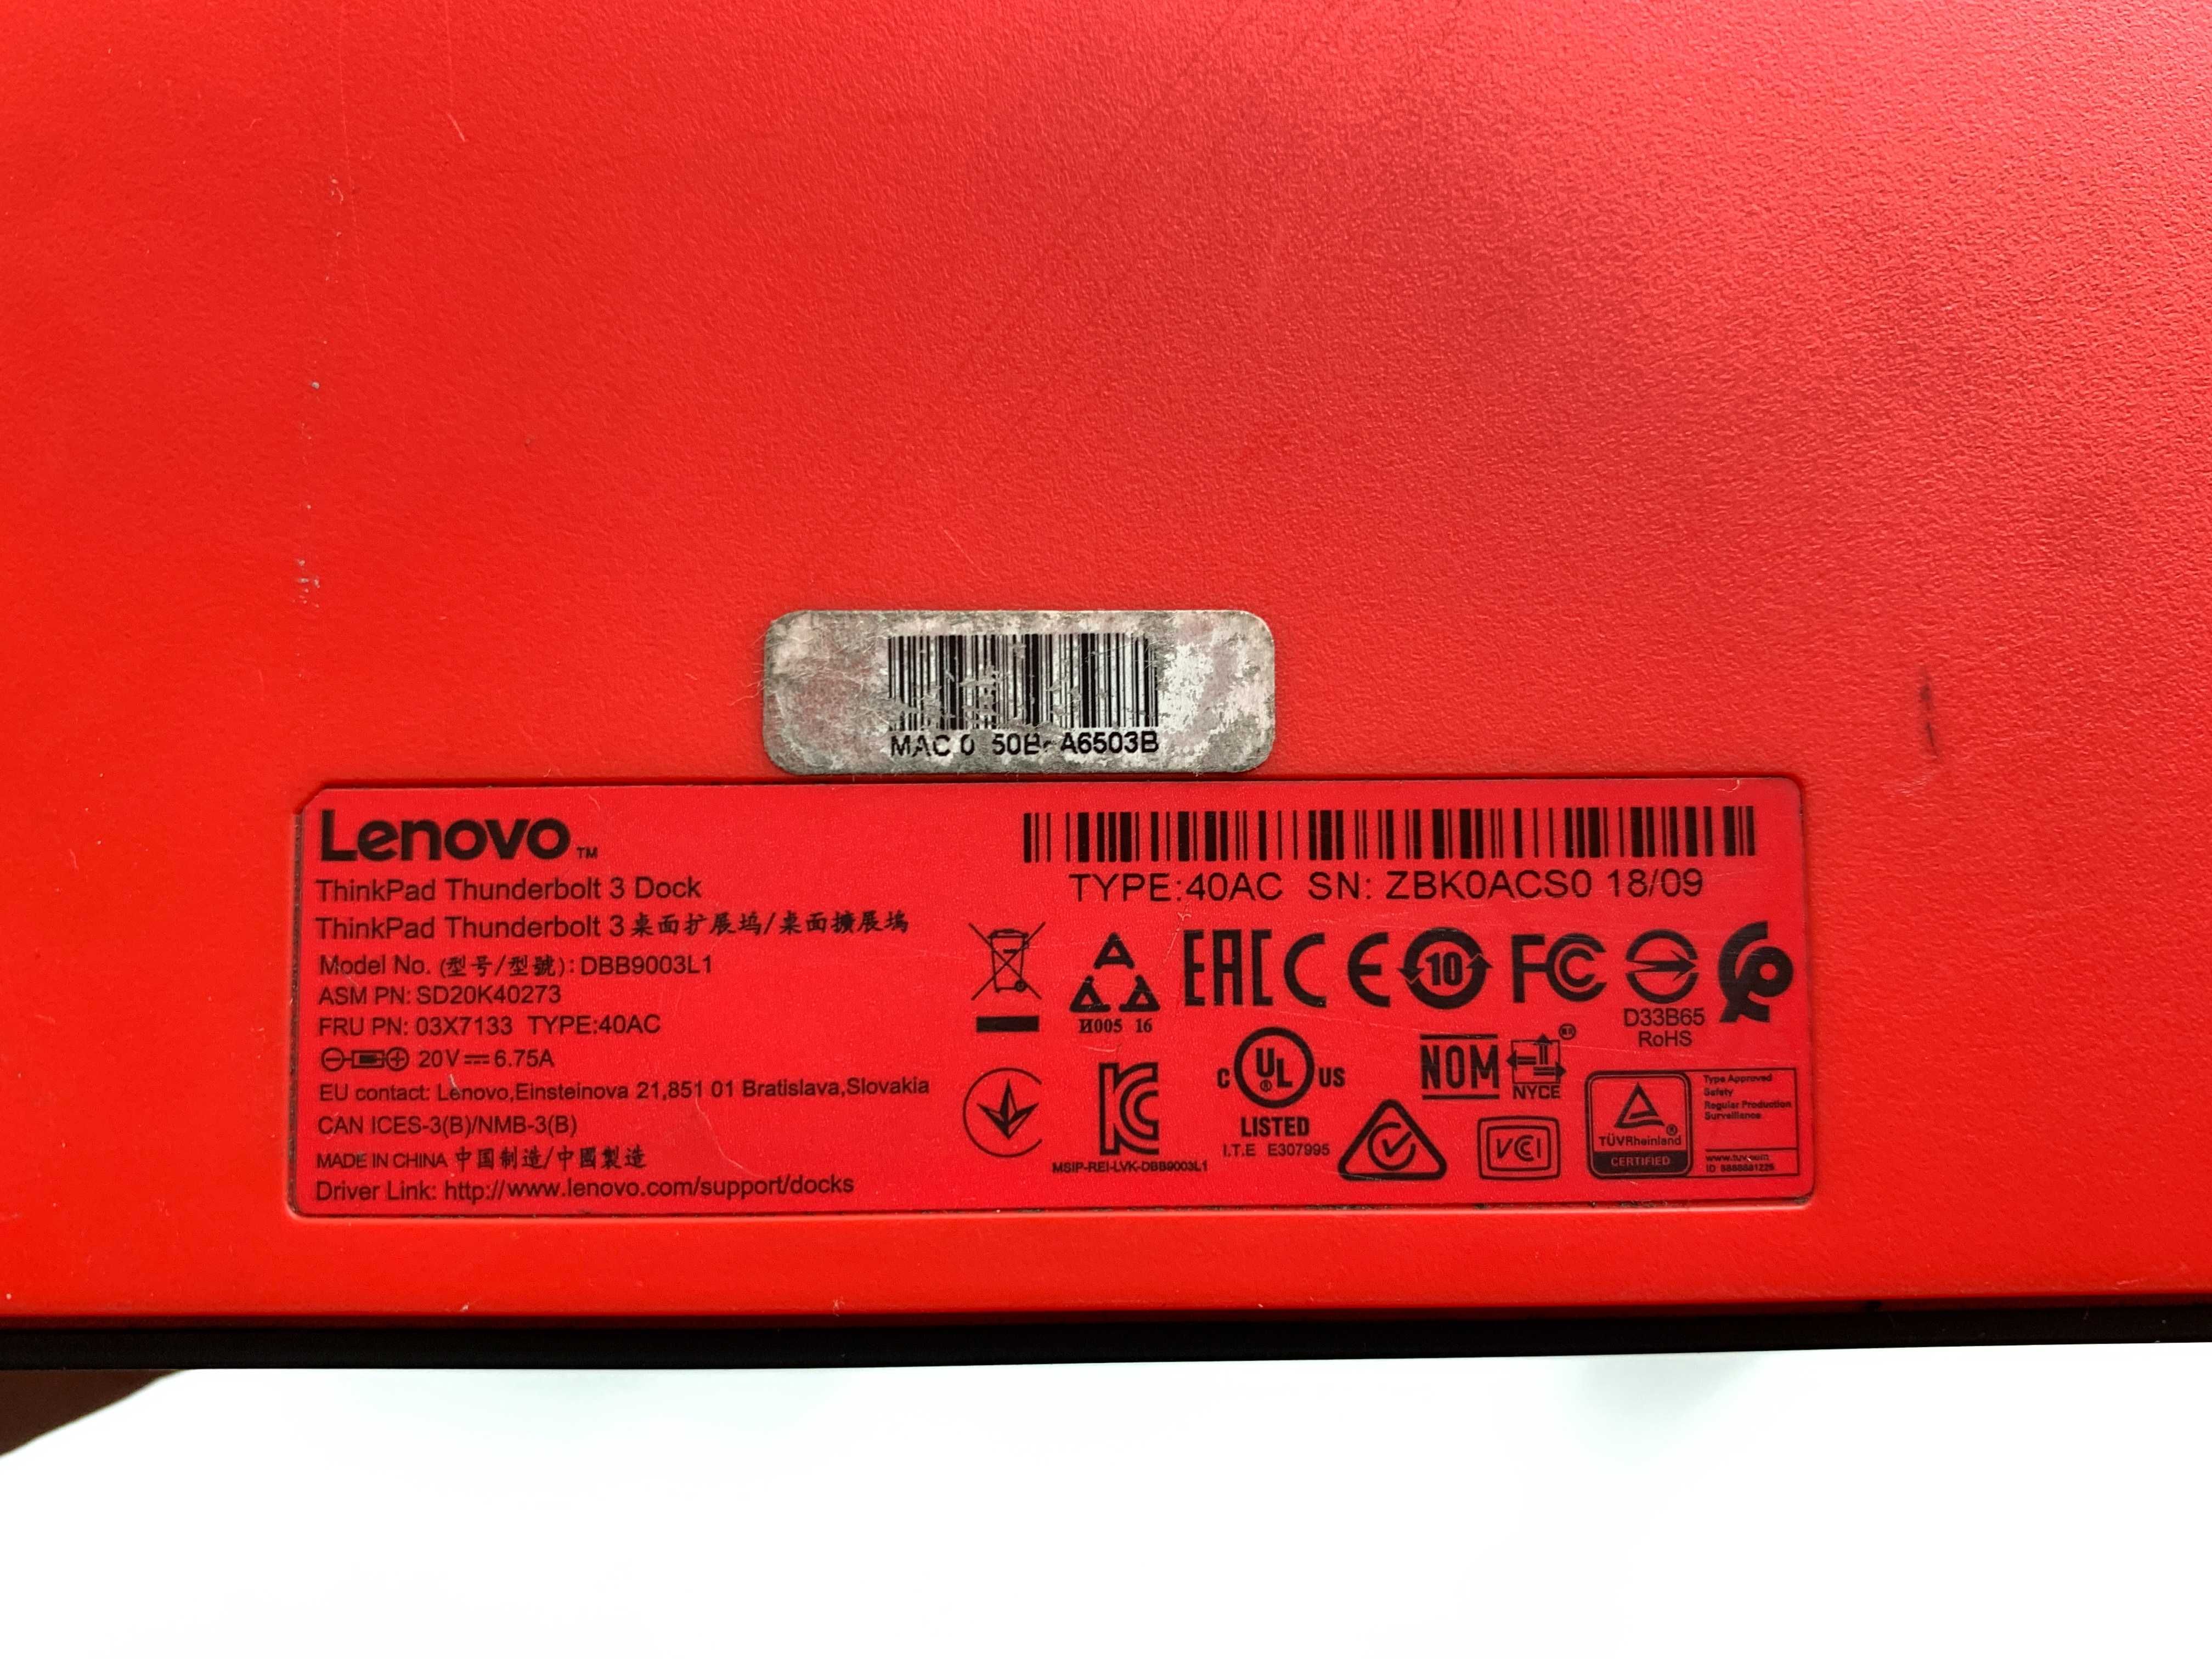 MAC 0 50B A6503B
Lenovo™
ThinkPad Thunderbolt 3 Dock
ThinkPad Thunderbolt 3桌面扩展坞/桌面擴展塢
Model No. (型号/型號): DBB9003L1
ASM PN: SD20K40273
FRU PN: 03X7133 TYPE:40AC
20V 6.75A
EU contact: Lenovo,Einsteinova 21,851 01 Bratislava,Slovakia
CAN ICES-3(B)/NMB-3(B)
MADE IN CHINA 中国制造/中國製造
Driver Link: http://www.lenovo.com/support/docks
TYPE:40AC SN: ZBK0ACS0 18/09
EAC CE 10 FC
И005 16
D33B65
RoHS
C UL® US
LISTED
I.T.E E307995
MSIP-REI-LVK-DBB9003L1
NOM
NYCE
VCI
TÜVRheinland®
CERTIFIED
Type Approved
Safety
Regular Production
Surveillance
www.tuv.com